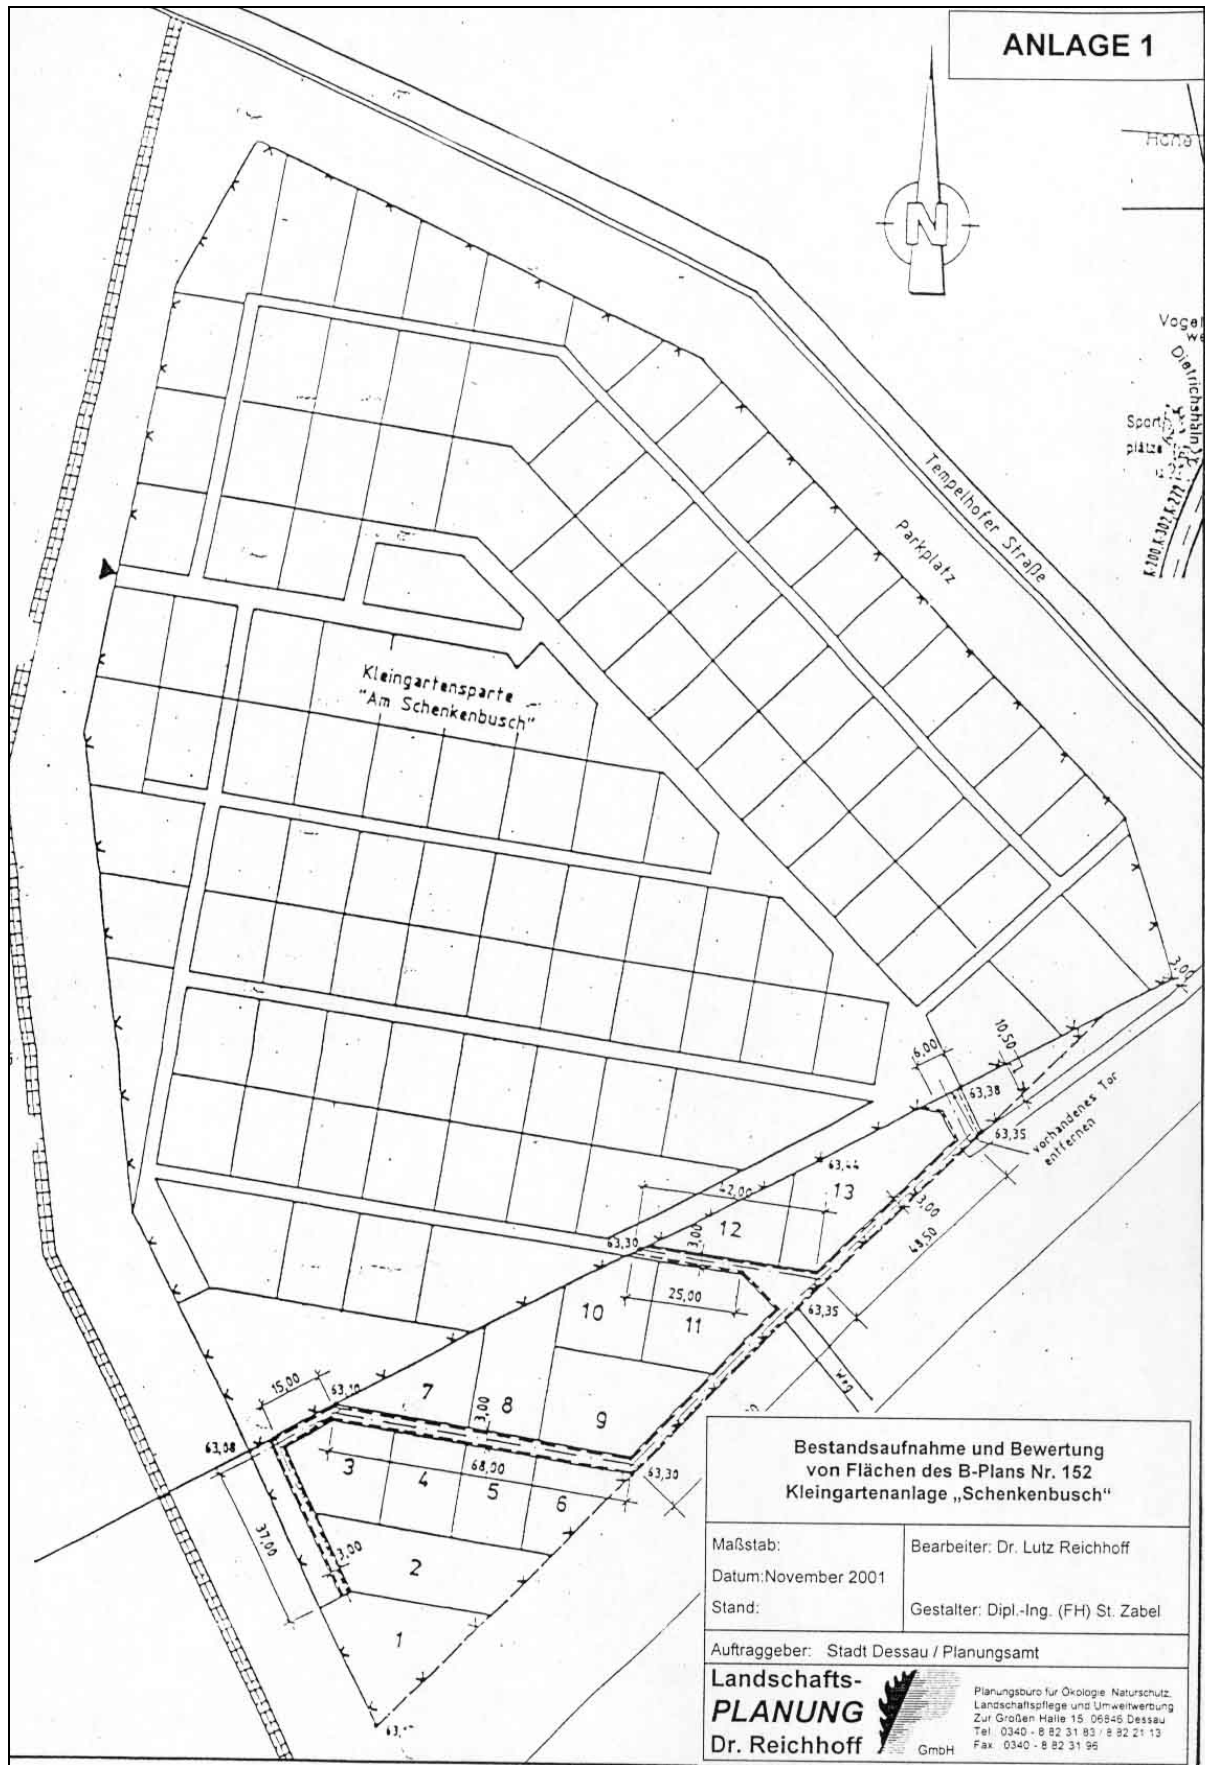 ANLAGE 1
Hohe
N
Sport
plätze
Dietrichshain
Tempelhofer Straße
Parkplatz
Kleingartensparte
"Am Schenkenbusch"
3,00
10,50
6,00
63,38
63,35
vorhandenes Tor
entfernen
63,44
13
42,00
12
3,00
63,30
3,00
48,50
25,00
10
11
63,35
Weg
15,00
63,10
7
8
3,00
9
63,08
3
4
68,00
5
6
63,30
37,00
3,00
2
1
Bestandsaufnahme und Bewertung
von Flächen des B-Plans Nr. 152
Kleingartenanlage „Schenkenbusch"
Maßstab:
Bearbeiter: Dr. Lutz Reichhoff
Datum:November 2001
Stand:
Gestalter: Dipl.-Ing. (FH) St. Zabel
Auftraggeber: Stadt Dessau / Planungsamt
Landschafts-
PLANUNG
Dr. Reichhoff
GmbH
Planungsbüro für Ökologie, Naturschutz,
Landschaftspflege und Umweltwertung
Zur Großen Halle 15 06846 Dessau
Tel. 0340 - 8 82 31 83 / 8 82 21 13
Fax: 0340 - 8 82 31 96